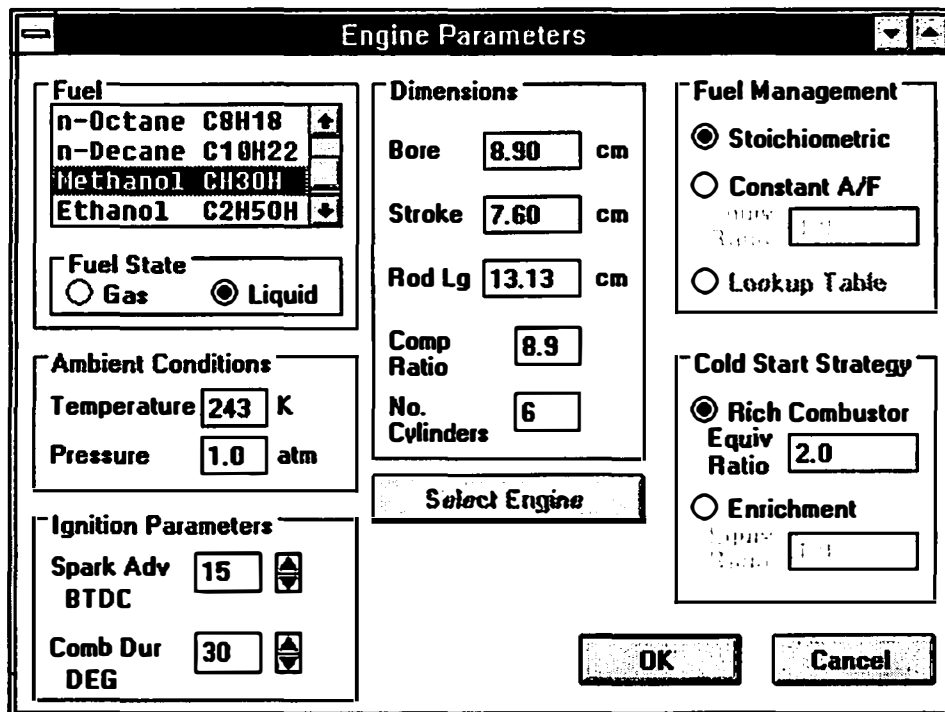 Engine Parameters
Fuel
n-Octane C8H18
n-Decane C10H22
Methanol CH3OH
Ethanol C2H5OH
Fuel State
Gas
Liquid
Ambient Conditions
Temperature 243 K
Pressure 1.0 atm
Ignition Parameters
Spark Adv 15
BTDC
Comb Dur 30
DEG
Dimensions
Bore 8.90 cm
Stroke 7.60 cm
Rod Lg 13.13 cm
Comp 8.9
Ratio
No. 6
Cylinders
Select Engine
Fuel Management
Stoichiometric
Constant A/F
Lookup Table
Cold Start Strategy
Rich Combustor
Equiv 2.0
Ratio
Enrichment
OK
Cancel